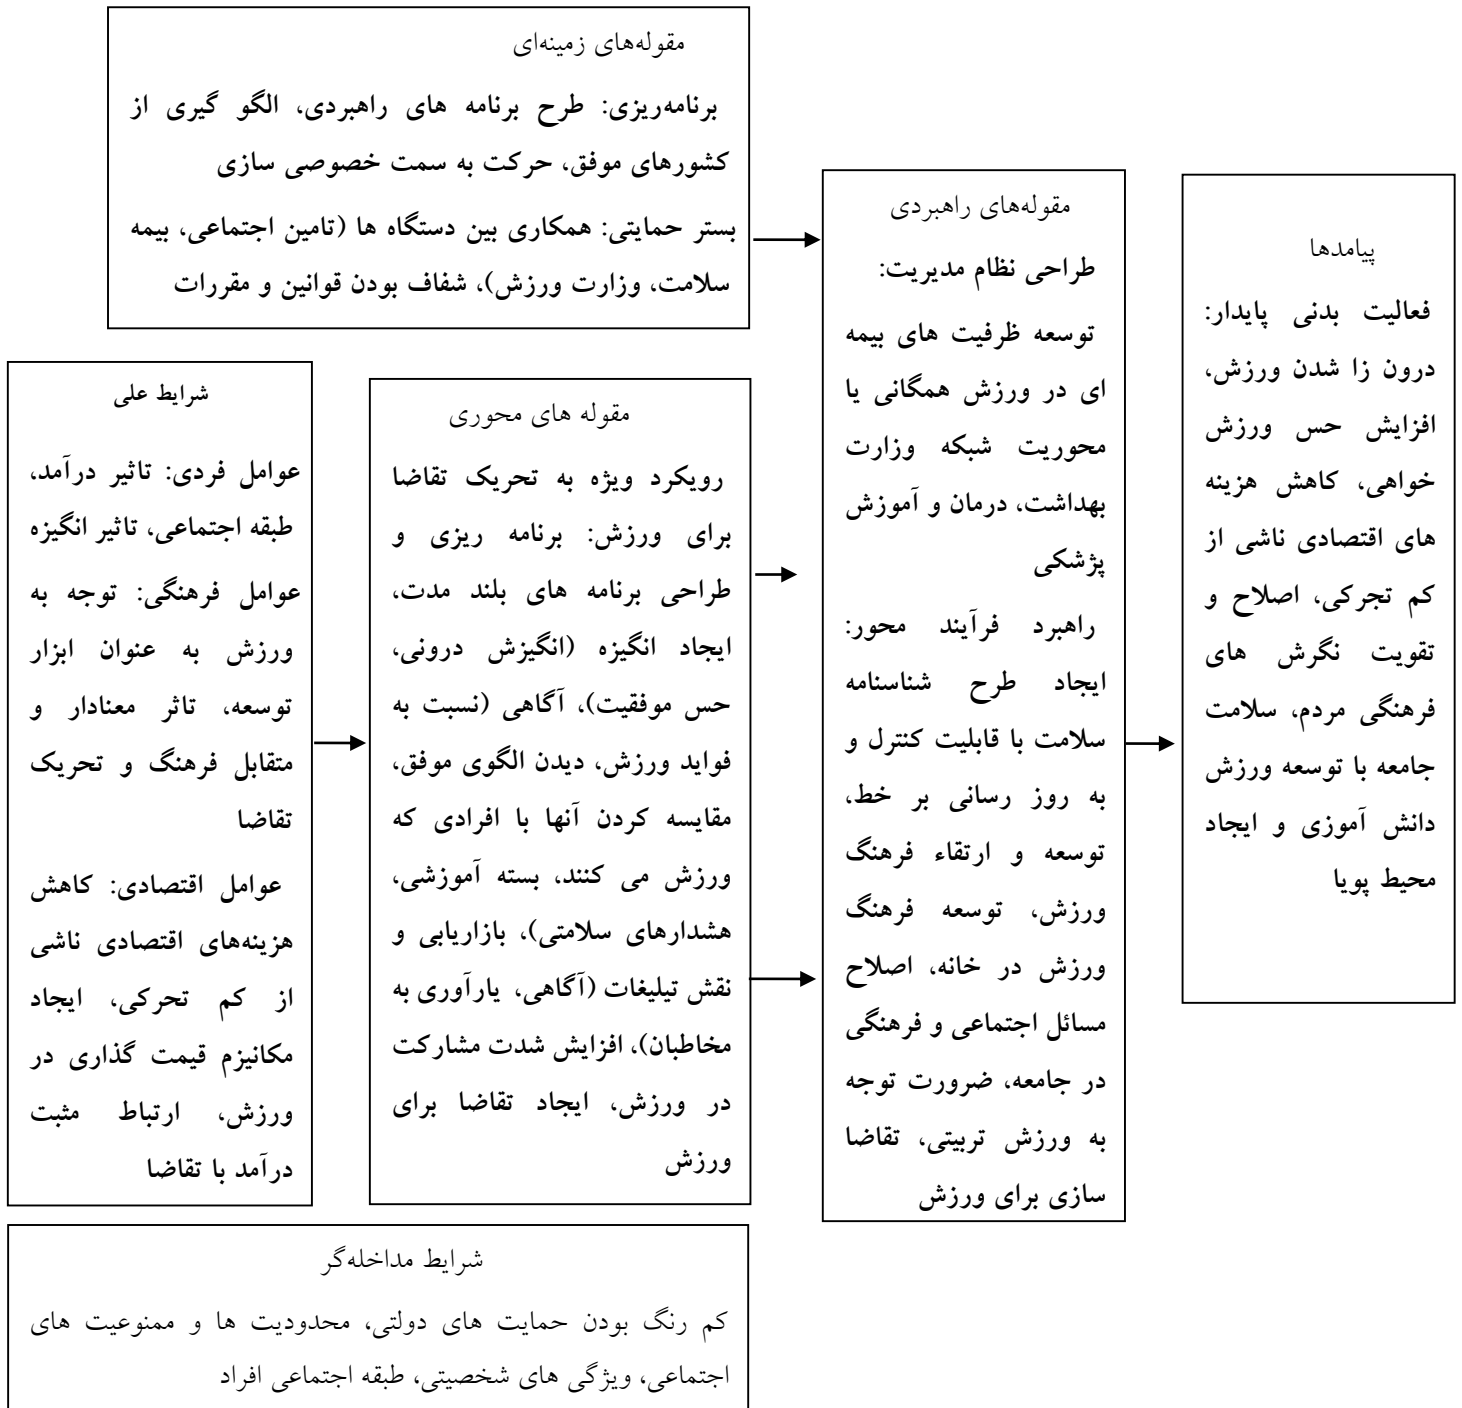 مقوله‌های زمینه‌ای
برنامه‌ریزی: طرح برنامه های راهبردی، الگو گیری از
کشورهای موفق، حرکت به سمت خصوصی سازی
بستر حمایتی: همکاری بین دستگاه ها (تامین اجتماعی، بیمه
سلامت، وزارت ورزش)، شفاف بودن قوانین و مقررات
شرایط علی
عوامل فردی: تاثیر درآمد،
طبقه اجتماعی، تاثیر انگیزه
عوامل فرهنگی: توجه به
ورزش به عنوان ابزار
توسعه، تاثر معنادار و
متقابل فرهنگ و تحریک
تقاضا
عوامل اقتصادی: کاهش
هزینه‌های اقتصادی ناشی
از کم تحرکی، ایجاد
مکانیزم قیمت گذاری در
ورزش، ارتباط مثبت
درآمد با تقاضا
مقوله های محوری
رویکرد ویژه به تحریک تقاضا
برای ورزش: برنامه ریزی و
طراحی برنامه های بلند مدت،
ایجاد انگیزه (انگیزش درونی،
حس موفقیت)، آگاهی (نسبت به
فواید ورزش، دیدن الگوی موفق،
مقایسه کردن آنها با افرادی که
ورزش می کنند، بسته آموزشی،
هشدارهای سلامتی)، بازاریابی و
نقش تبلیغات (آگاهی، یارآوری به
مخاطبان)، افزایش شدت مشارکت
در ورزش، ایجاد تقاضا برای
ورزش
مقوله‌های راهبردی
طراحی نظام مدیریت:
توسعه ظرفیت های بیمه
ای در ورزش همگانی یا
محوریت شبکه وزارت
بهداشت، درمان و آموزش
پزشکی
راهبرد فرآیند محور:
ایجاد طرح شناسنامه
سلامت با قابلیت کنترل و
به روز رسانی بر خط،
توسعه و ارتقاء فرهنگ
ورزش، توسعه فرهنگ
ورزش در خانه، اصلاح
مسائل اجتماعی و فرهنگی
در جامعه، ضرورت توجه
به ورزش تربیتی، تقاضا
سازی برای ورزش
پیامدها
فعالیت بدنی پایدار:
درون زا شدن ورزش،
افزایش حس ورزش
خواهی، کاهش هزینه
های اقتصادی ناشی از
کم تجرکی، اصلاح و
تقویت نگرش های
فرهنگی مردم، سلامت
جامعه با توسعه ورزش
دانش آموزی و ایجاد
محیط پویا
شرایط مداخله‌گر
کم رنگ بودن حمایت های دولتی، محدودیت ها و ممنوعیت های
اجتماعی، ویژگی های شخصیتی، طبقه اجتماعی افراد